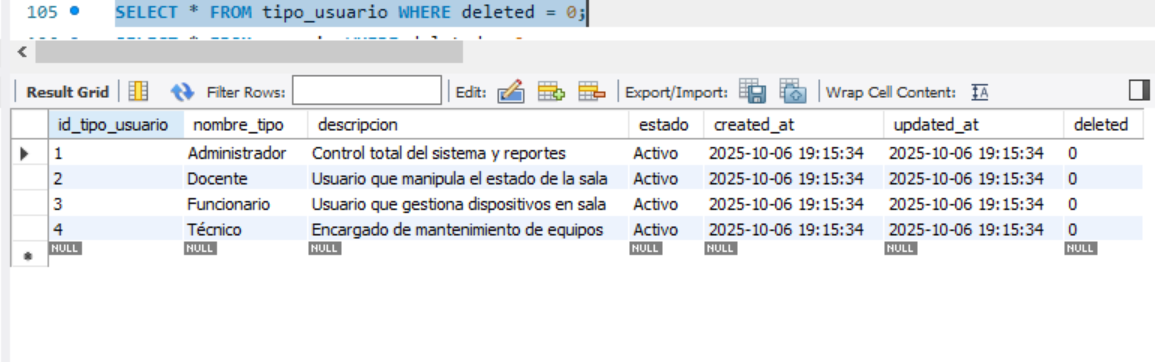 105 SELECT * FROM tipo_usuario WHERE deleted = 0;
Result Grid Filter Rows: Edit: Export/Import: Wrap Cell Content: IA
id_tipo_usuario nombre_tipo descripcion estado created_at updated_at deleted
1 Administrador Control total del sistema y reportes Activo 2025-10-06 19:15:34 2025-10-06 19:15:34 0
2 Docente Usuario que manipula el estado de la sala Activo 2025-10-06 19:15:34 2025-10-06 19:15:34 0
3 Funcionario Usuario que gestiona dispositivos en sala Activo 2025-10-06 19:15:34 2025-10-06 19:15:34 0
4 Técnico Encargado de mantenimiento de equipos Activo 2025-10-06 19:15:34 2025-10-06 19:15:34 0
NULL NULL NULL NULL NULL NULL NULL